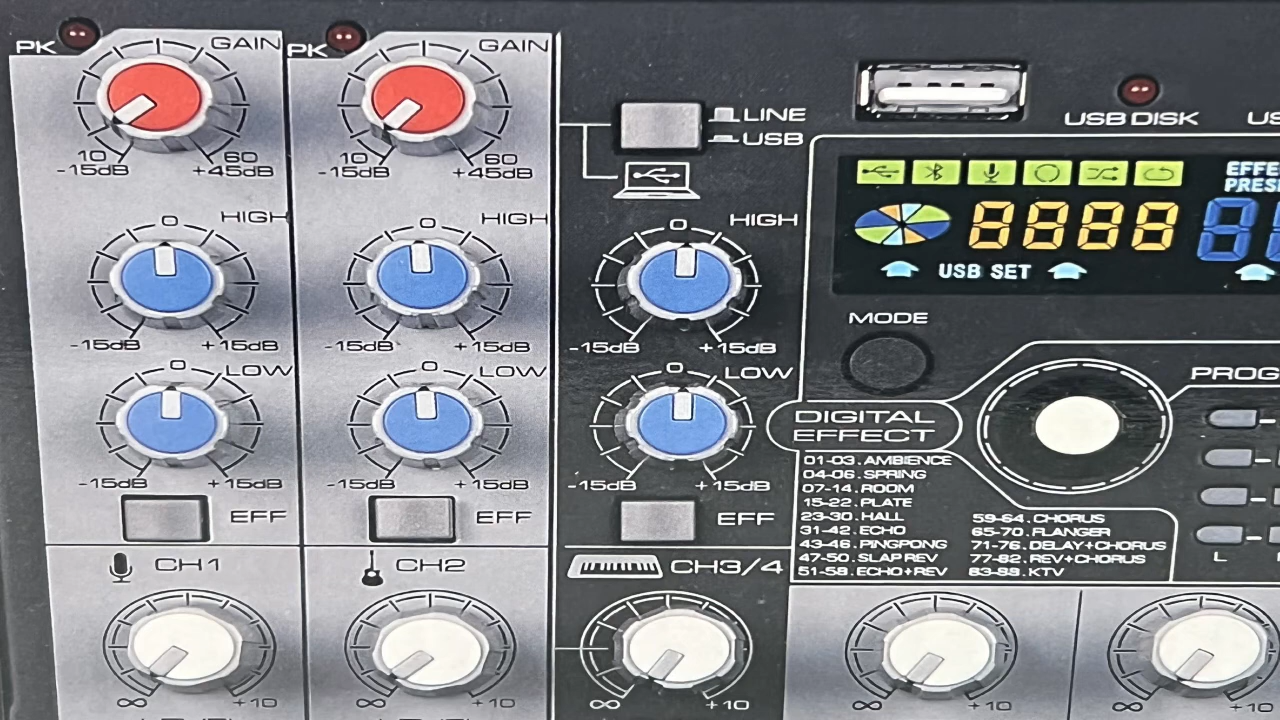 PK GAIN PK GAIN
10 60 10 60
-15dB +45dB -15dB +45dB
LINE
USB
USB DISK
HIGH HIGH HIGH
0 0 0
-15dB +15dB -15dB +15dB -15dB +15dB
8888
USB SET
MODE
LOW LOW LOW
0 0 0
-15dB +15dB -15dB +15dB -15dB +15dB
EFF EFF EFF
CH1 CH2 CH3/4
DIGITAL
EFFECT
01-03.AMBIENCE
04-06.SPRING
07-14.ROOM
15-22.PLATE
23-30.HALL
31-42.ECHO
43-46.PINGPONG
47-50.SLAP REV
51-58.ECHO+REV
59-64.CHORUS
65-70.FLANGER
71-76.DELAY+CHORUS
77-82.REV+CHORUS
83-88.KTV
L
∞ +10 ∞ +10 ∞ +10 ∞ +10 ∞ +10